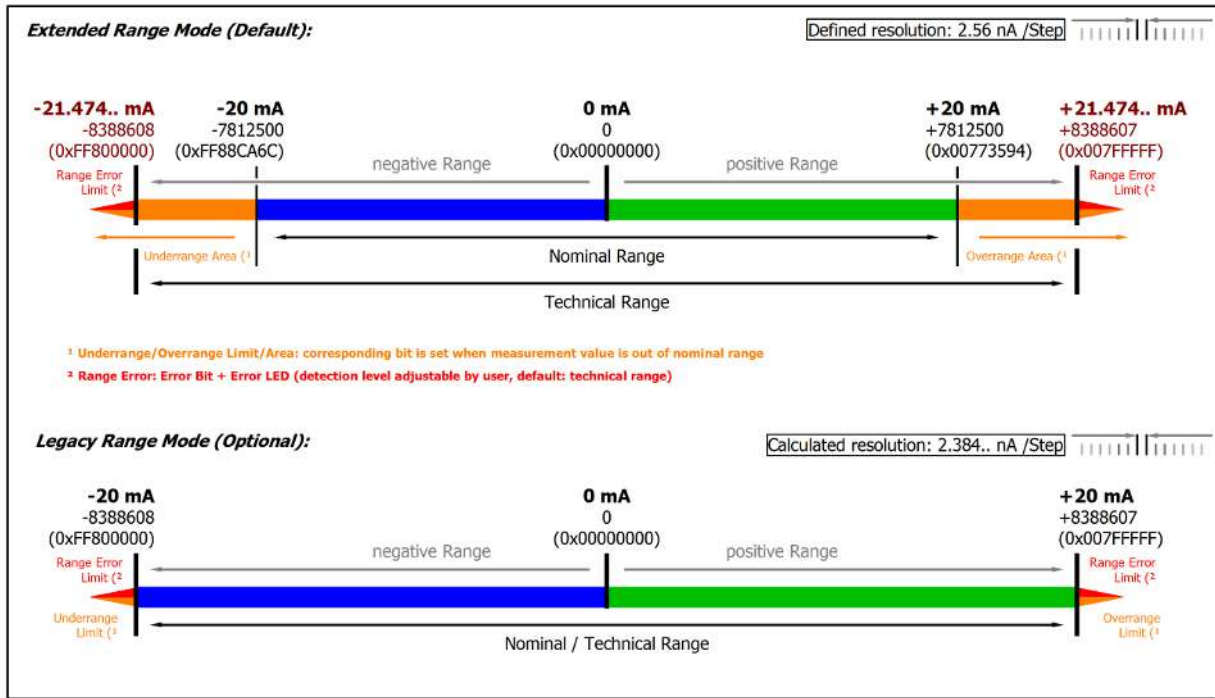 Extended Range Mode (Default):
Defined resolution: 2.56 nA /Step
-21.474.. mA
-8388608
(0xFF800000)
-20 mA
-7812500
(0xFF88CA6C)
0 mA
0
(0x00000000)
+20 mA
+7812500
(0x00773594)
+21.474.. mA
+8388607
(0x007FFFFF)
negative Range
positive Range
Range Error
Limit (²
Range Error
Limit (²
Underrange Area (¹
Nominal Range
Overrange Area (¹
Technical Range
¹ Underrange/Overrange Limit/Area: corresponding bit is set when measurement value is out of nominal range
² Range Error: Error Bit + Error LED (detection level adjustable by user, default: technical range)
Legacy Range Mode (Optional):
Calculated resolution: 2.384.. nA /Step
-20 mA
-8388608
(0xFF800000)
0 mA
0
(0x00000000)
+20 mA
+8388607
(0x007FFFFF)
negative Range
positive Range
Range Error
Limit (²
Range Error
Limit (²
Underrange
Limit (¹
Overrange
Limit (¹
Nominal / Technical Range